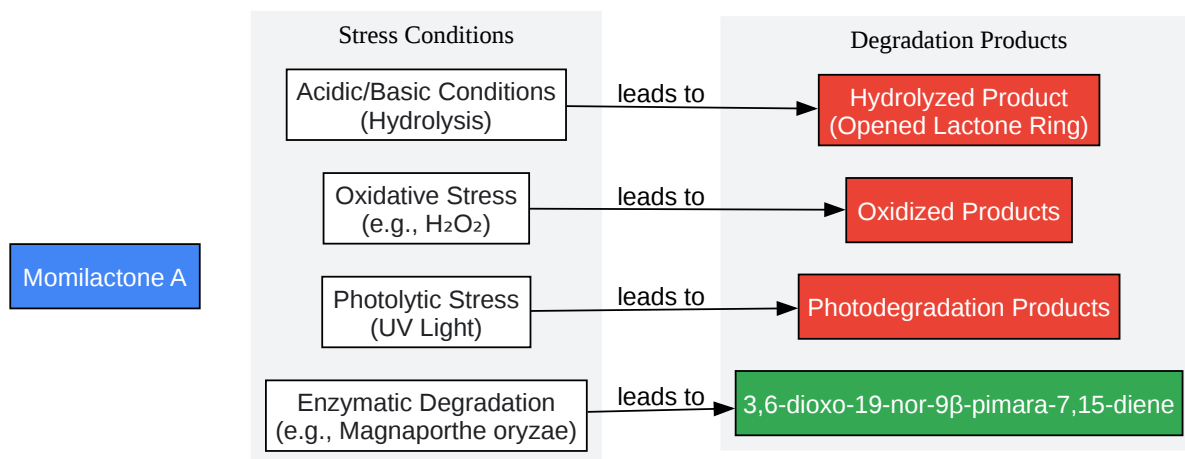 Stress Conditions
Degradation Products
Momilactone A
Acidic/Basic Conditions
(Hydrolysis)
leads to
Hydrolyzed Product
(Opened Lactone Ring)
Oxidative Stress
(e.g., H₂O₂)
leads to
Oxidized Products
Photolytic Stress
(UV Light)
leads to
Photodegradation Products
Enzymatic Degradation
(e.g., Magnaporthe oryzae)
leads to
3,6-dioxo-19-nor-9β-pimara-7,15-diene